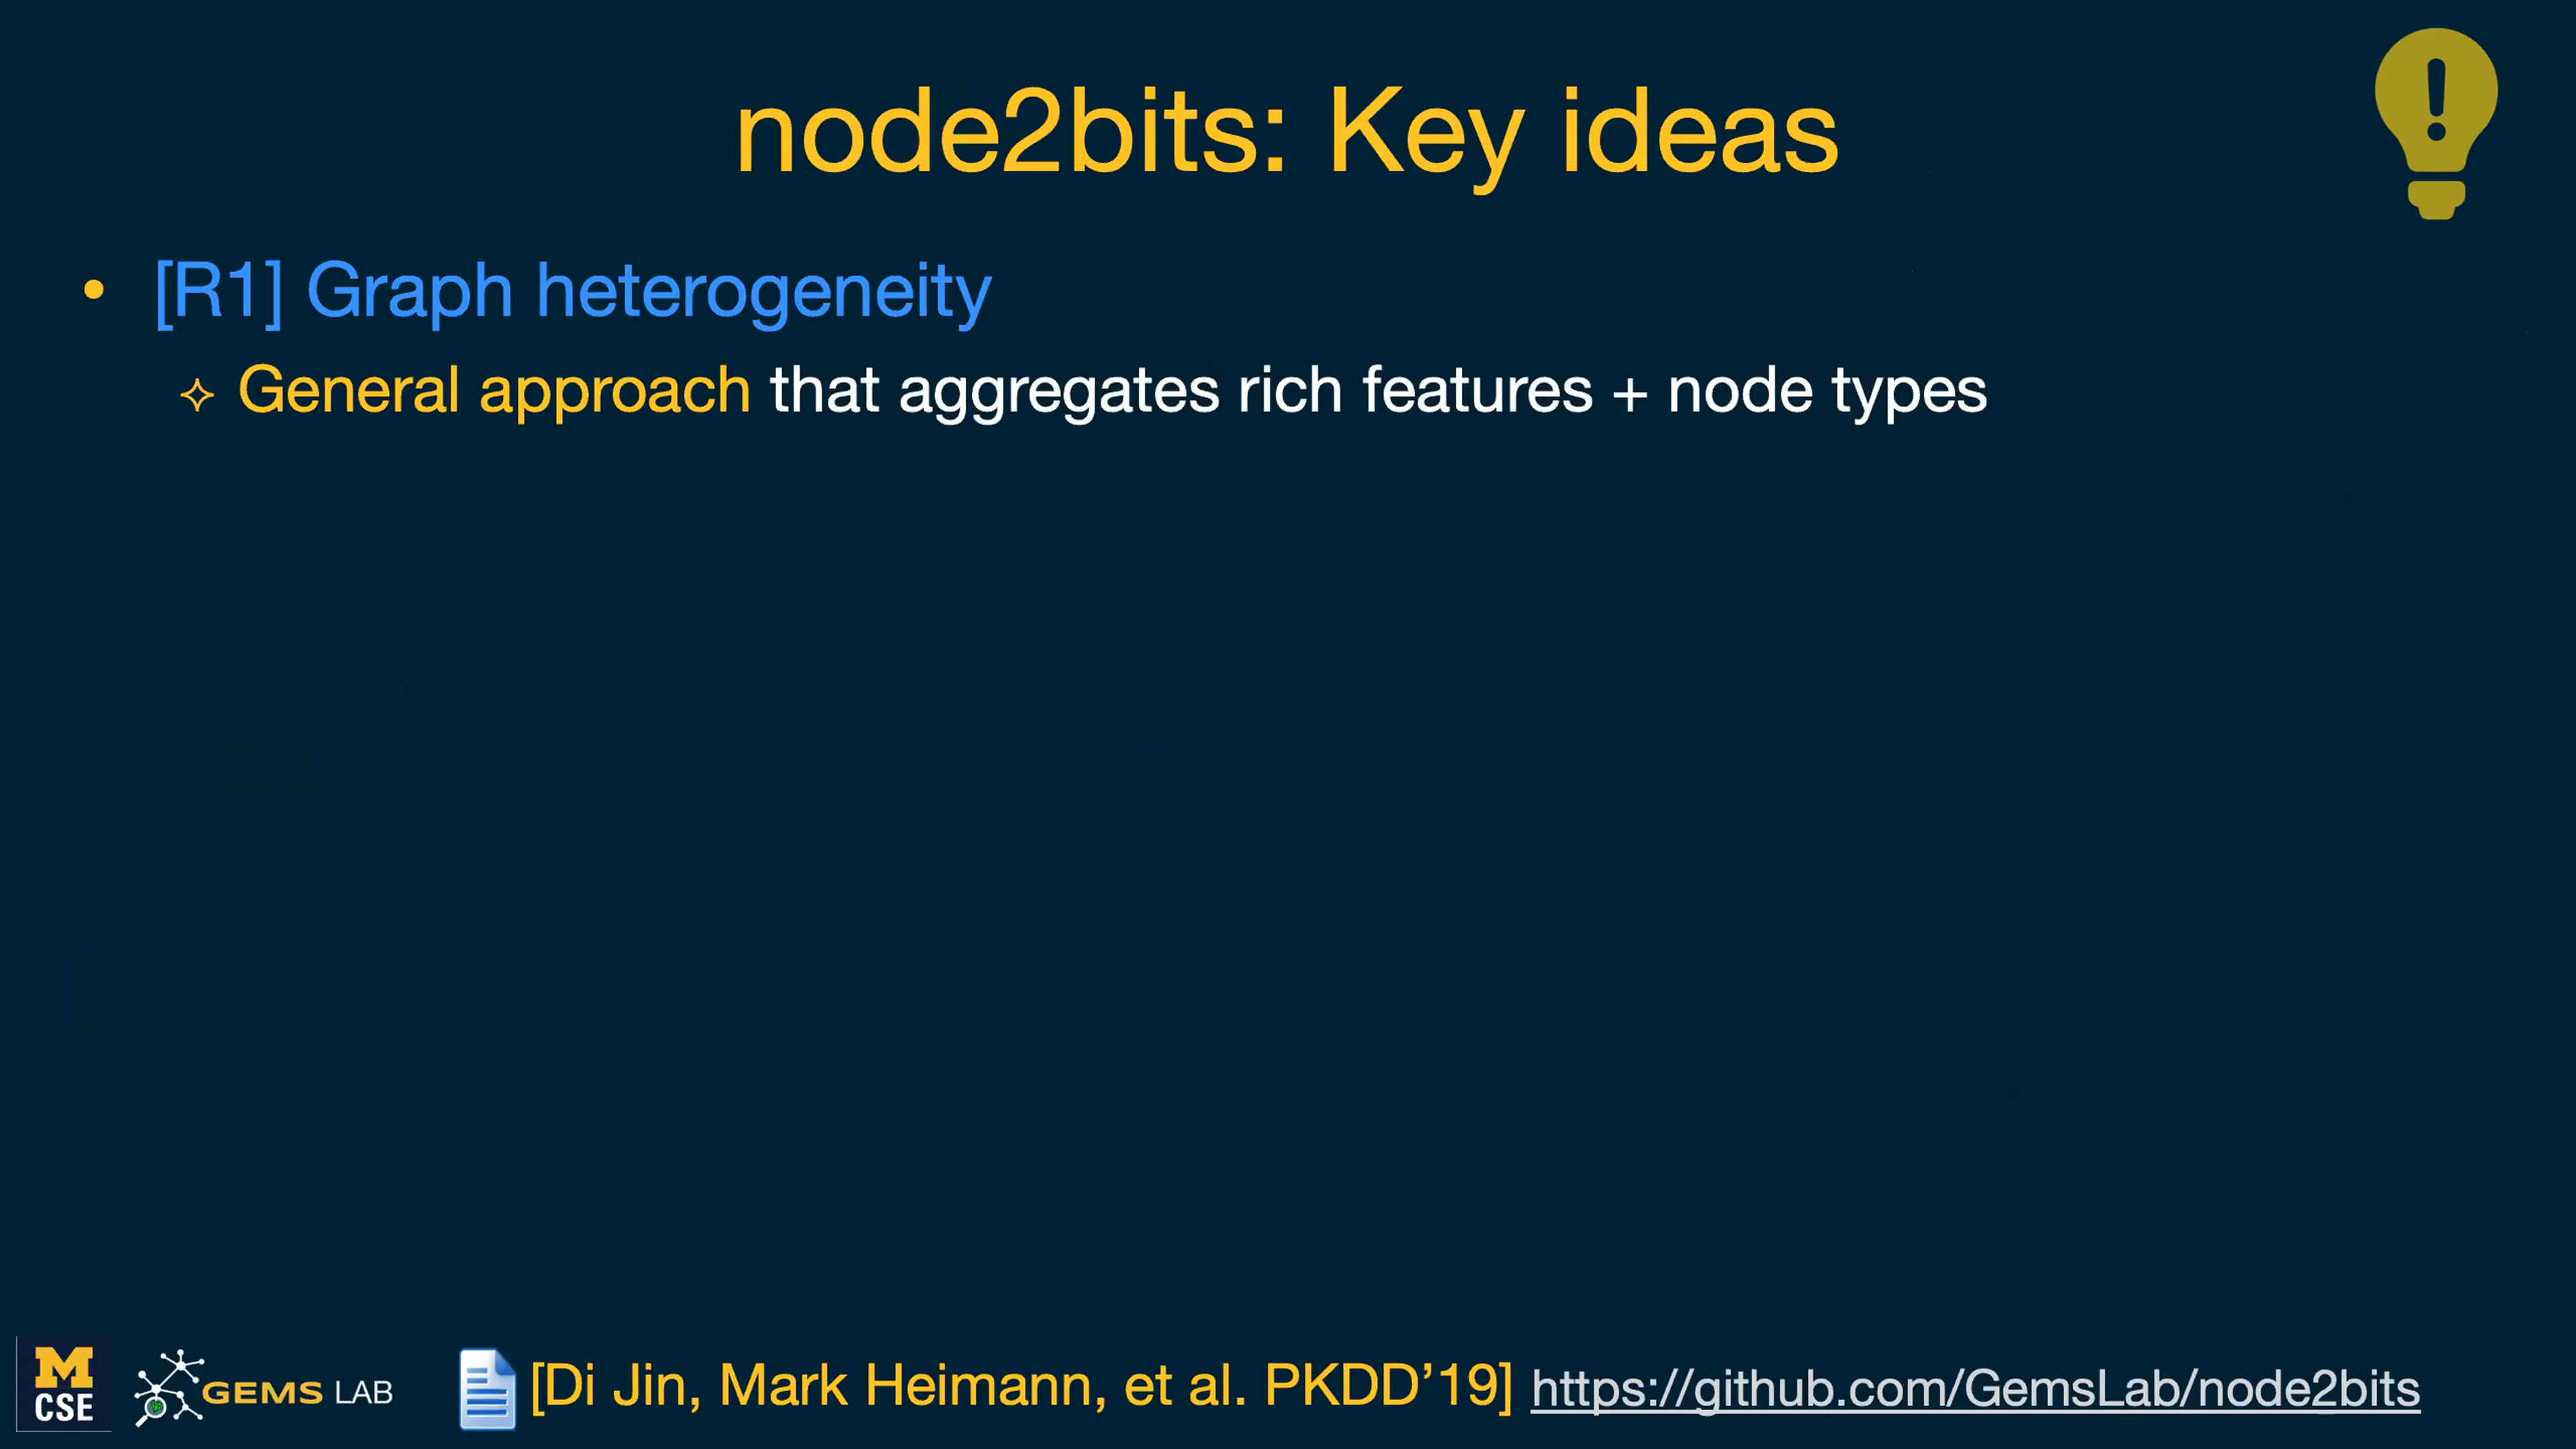 node2bits: Key ideas
• [R1] Graph heterogeneity
✧ General approach that aggregates rich features + node types
M
CSE
GEMS LAB
[Di Jin, Mark Heimann, et al. PKDD’19] https://github.com/GemsLab/node2bits